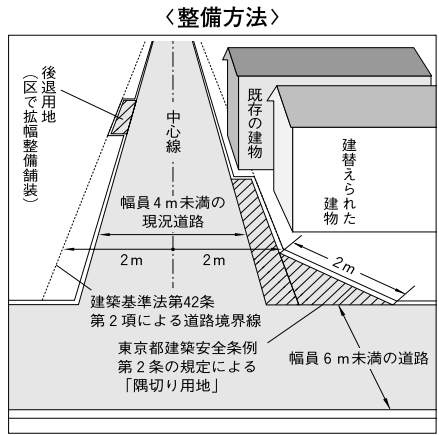 〈整備方法〉
後退用地
（区で拡幅整備舗装）
中心線
既存の建物
建替えられた
建物
幅員4m未満の
現況道路
2m
2m
2m
建築基準法第42条
第2項による道路境界線
東京都建築安全条例
第2条の規定による
「隅切り用地」
幅員6m未満の道路